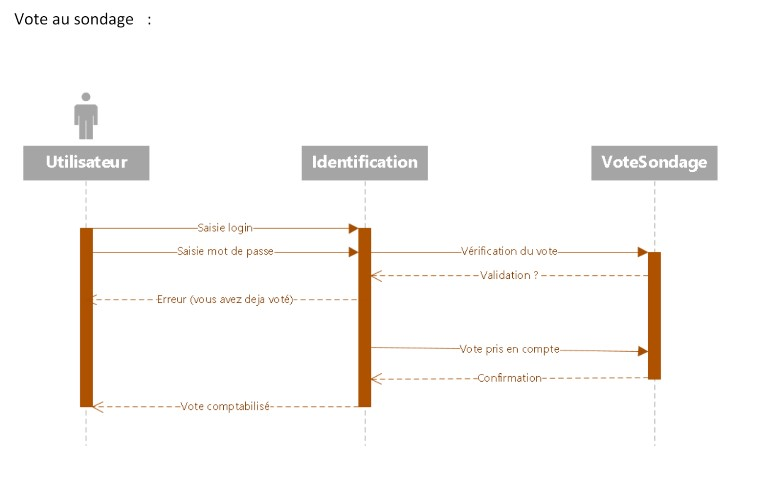 Vote au sondage :
Utilisateur
Identification
VoteSondage
Saisie login
Saisie mot de passe
Vérification du vote
Validation ?
Erreur (vous avez deja voté)
Vote pris en compte
Confirmation
Vote comptabilisé